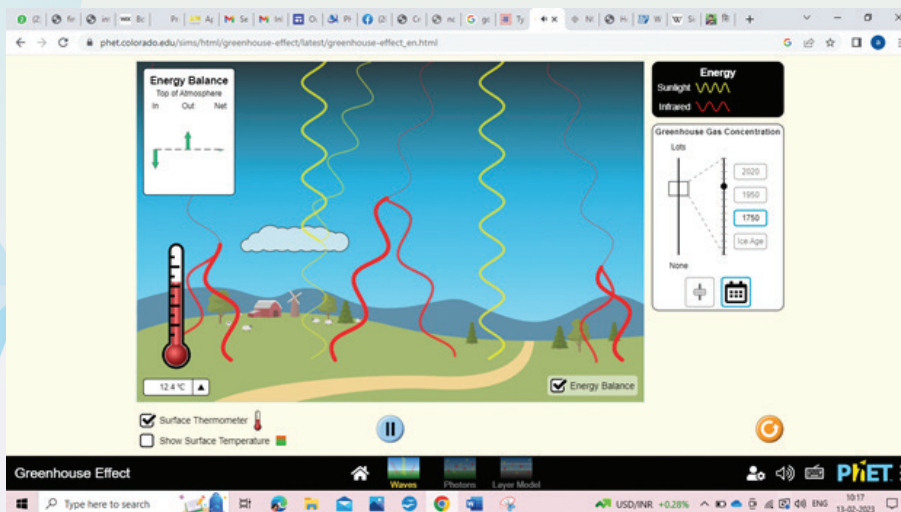 phet.colorado.edu/sims/html/greenhouse-effect/latest/greenhouse-effect_en.html
Energy Balance
Top of Atmosphere
In Out Net
Energy
Sunlight
Infrared
Greenhouse Gas Concentration
Lots
2020
1950
1750
Ice Age
None
12.4 °C
Energy Balance
Surface Thermometer
Show Surface Temperature
Greenhouse Effect
Waves
Photons
Layer Model
PhET
Type here to search
USD/INR +0.28%
ENG
10:17
13-02-2023